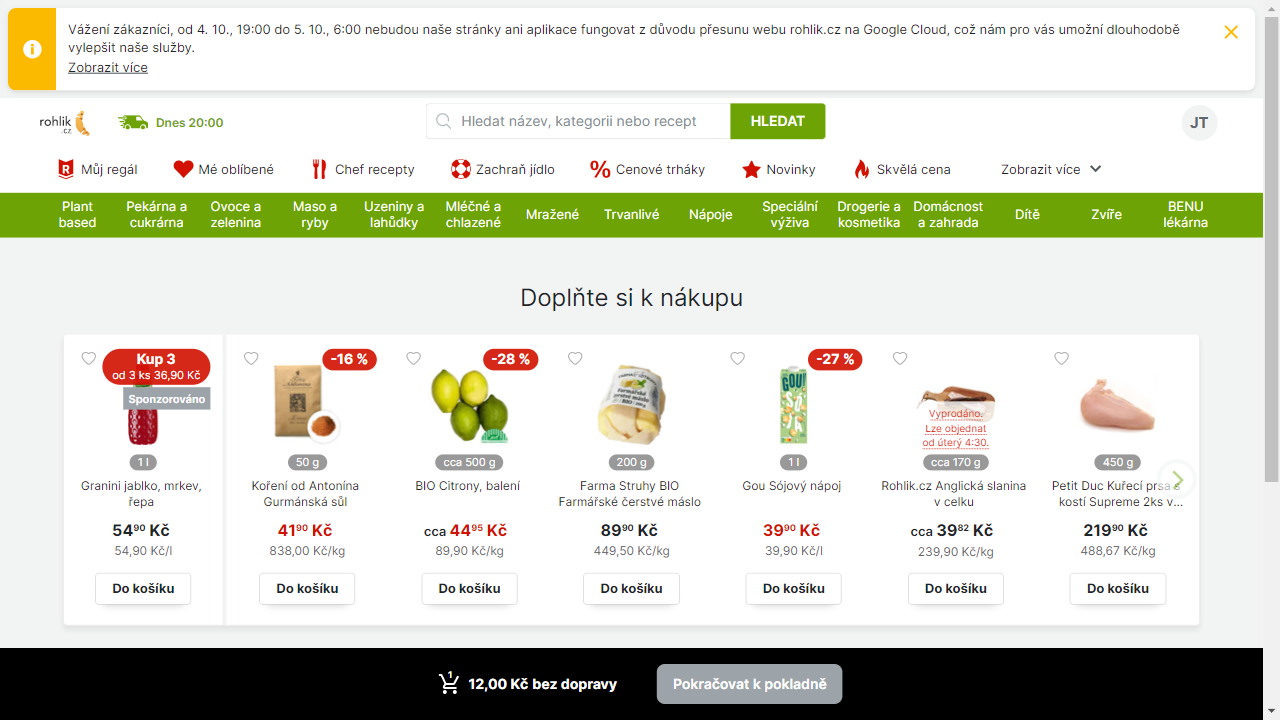 Vážení zákazníci, od 4. 10., 19:00 do 5. 10., 6:00 nebudou naše stránky ani aplikace fungovat z důvodu přesunu webu rohlik.cz na Google Cloud, což nám pro vás umožní dlouhodobě
vylepšit naše služby.
Zobrazit více
rohlik
.cz
Dnes 20:00
Hledat název, kategorii nebo recept
HLEDAT
JT
Můj regál
Mé oblíbené
Chef recepty
Zachraň jídlo
Cenové trháky
Novinky
Skvělá cena
Zobrazit více
Plant
based
Pekárna a
cukrárna
Ovoce a
zelenina
Maso a
ryby
Uzeniny a
lahůdky
Mléčné a
chlazené
Mražené
Trvanlivé
Nápoje
Speciální
výživa
Drogerie a
kosmetika
Domácnost
a zahrada
Dítě
Zvíře
BENU
lékárna
Doplňte si k nákupu
Kup 3
od 3 ks 36,90 Kč
Sponzorováno
1 l
Granini jablko, mrkev,
řepa
54⁹⁰ Kč
54,90 Kč/l
Do košíku
-16 %
50 g
Koření od Antonína
Gurmánská sůl
41⁹⁰ Kč
838,00 Kč/kg
Do košíku
-28 %
cca 500 g
BIO Citrony, balení
cca 44⁹⁵ Kč
89,90 Kč/kg
Do košíku
200 g
Farma Struhy BIO
Farmářské čerstvé máslo
89⁹⁰ Kč
449,50 Kč/kg
Do košíku
-27 %
1 l
Gou Sójový nápoj
39⁹⁰ Kč
39,90 Kč/l
Do košíku
Vyprodáno.
Lze objednat
od úterý 4:30.
cca 170 g
Rohlik.cz Anglická slanina
v celku
cca 39⁸² Kč
239,90 Kč/kg
Do košíku
450 g
Petit Duc Kuřecí prsa s
kostí Supreme 2ks v...
219⁹⁰ Kč
488,67 Kč/kg
Do košíku
1
12,00 Kč bez dopravy
Pokračovat k pokladně